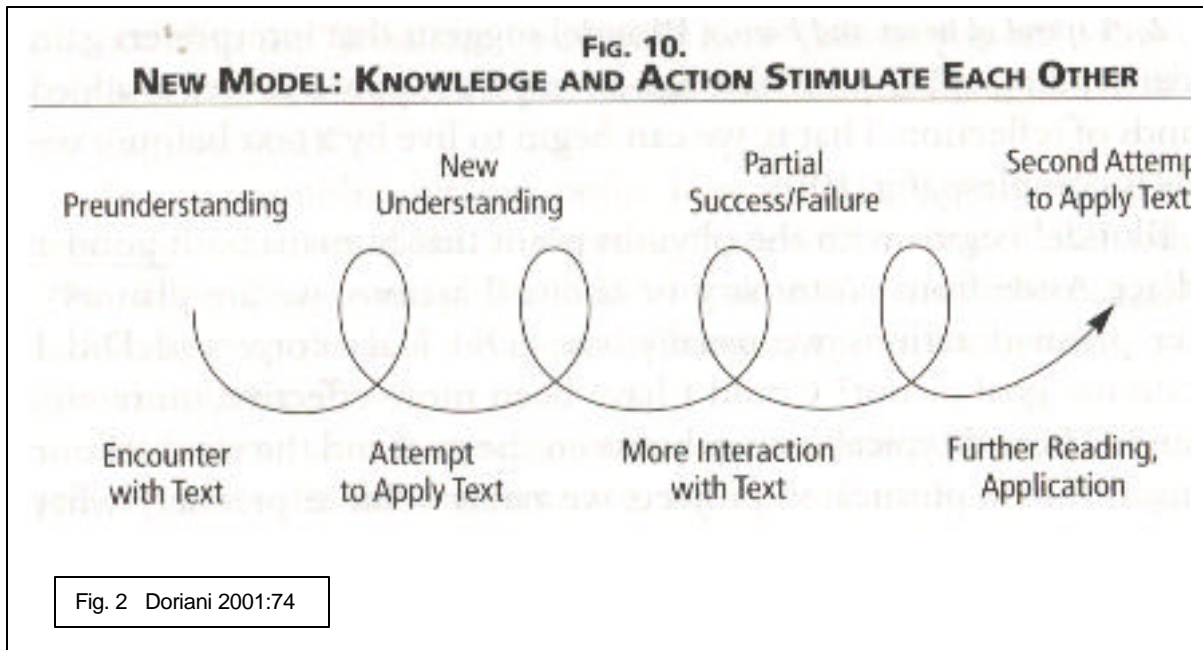 FIG. 10.
NEW MODEL: KNOWLEDGE AND ACTION STIMULATE EACH OTHER
Preunderstanding
New
Understanding
Partial
Success/Failure
Second Attemp
to Apply Text
Encounter
with Text
Attempt
to Apply Text
More Interaction
with Text
Further Reading,
Application
Fig. 2 Doriani 2001:74